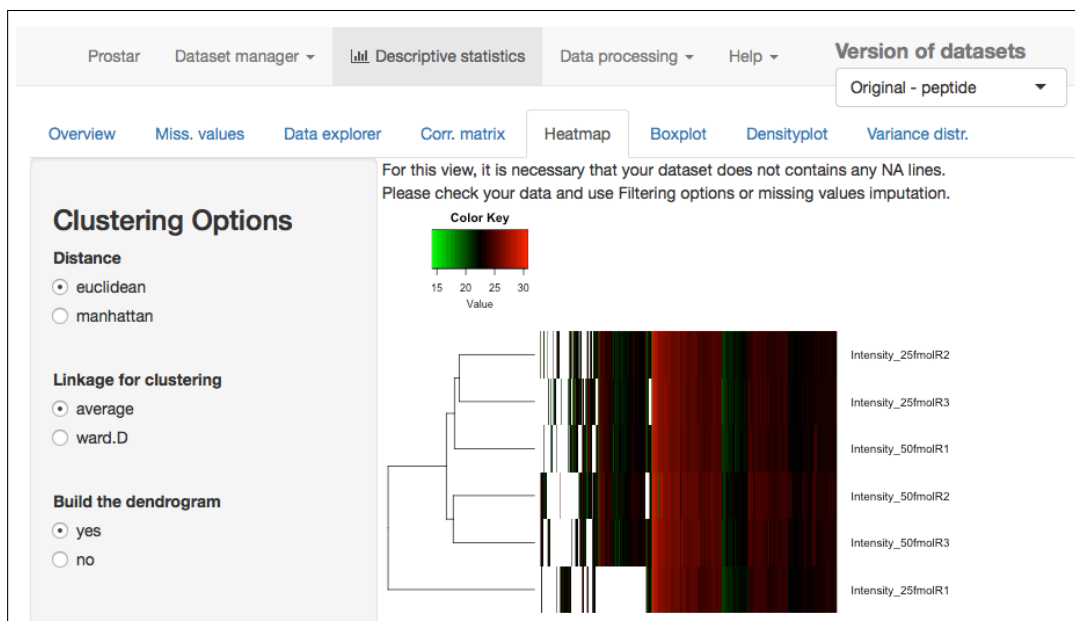 Prostar
Dataset manager
Descriptive statistics
Data processing
Help
Version of datasets
Original - peptide
Overview
Miss. values
Data explorer
Corr. matrix
Heatmap
Boxplot
Densityplot
Variance distr.
For this view, it is necessary that your dataset does not contains any NA lines.
Please check your data and use Filtering options or missing values imputation.
Clustering Options
Distance
euclidean
manhattan
Linkage for clustering
average
ward.D
Build the dendrogram
yes
no
Color Key
15 20 25 30
Value
Intensity_25fmolR2
Intensity_25fmolR3
Intensity_50fmolR1
Intensity_50fmolR2
Intensity_50fmolR3
Intensity_25fmolR1